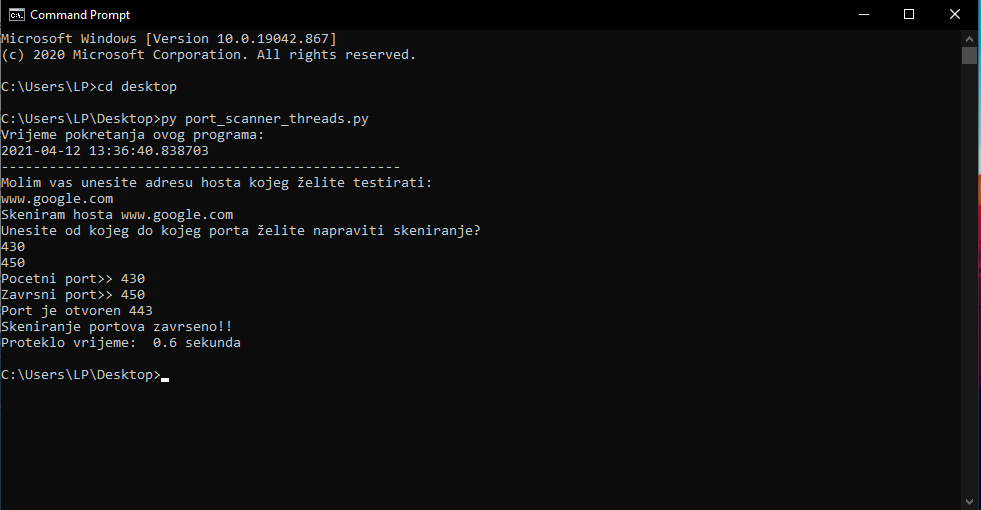 Command Prompt
Microsoft Windows [Version 10.0.19042.867]
(c) 2020 Microsoft Corporation. All rights reserved.
C:\Users\LP>cd desktop
C:\Users\LP\Desktop>py port_scanner_threads.py
Vrijeme pokretanja ovog programa:
2021-04-12 13:36:40.838703
--------------------------------------------------
Molim vas unesite adresu hosta kojeg želite testirati:
www.google.com
Skeniram hosta www.google.com
Unesite od kojeg do kojeg porta želite napraviti skeniranje?
430
450
Pocetni port>> 430
Zavrsni port>> 450
Port je otvoren 443
Skeniranje portova zavrseno!!
Proteklo vrijeme:  0.6 sekunda
C:\Users\LP\Desktop>